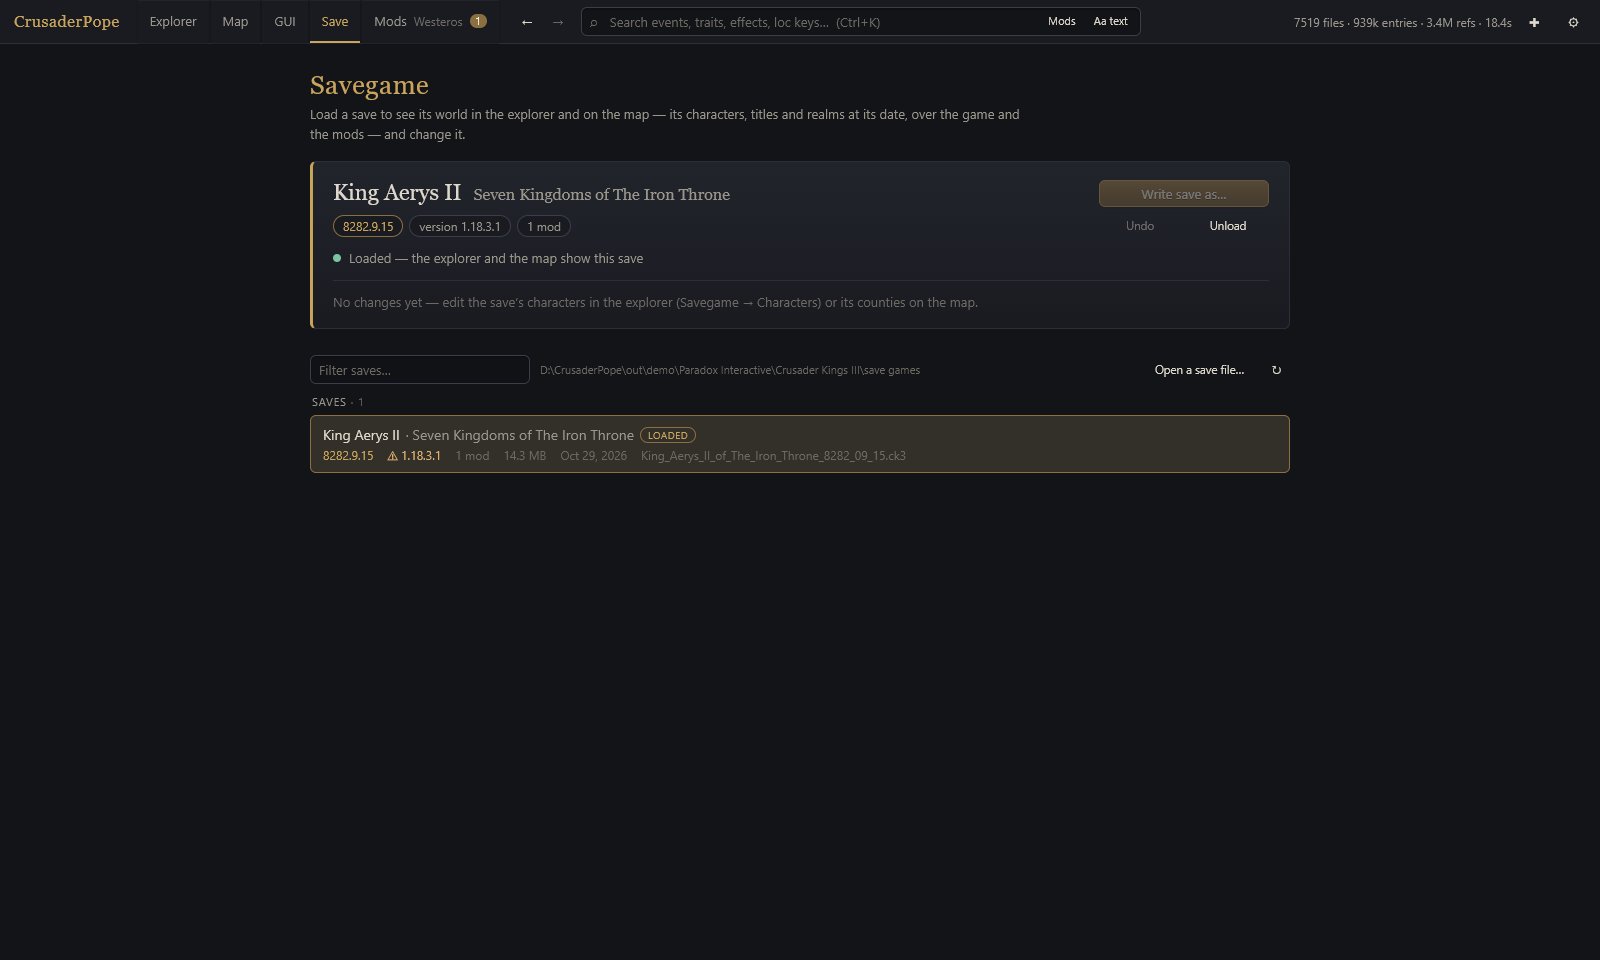 CrusaderPope Explorer Map GUI Save Mods Westeros 1 ← → Search events, traits, effects, loc keys... (Ctrl+K) Mods Aa text 7519 files · 939k entries · 3.4M refs · 18.4s
Savegame
Load a save to see its world in the explorer and on the map — its characters, titles and realms at its date, over the game and
the mods — and change it.
King Aerys II Seven Kingdoms of The Iron Throne Write save as...
8282.9.15 version 1.18.3.1 1 mod Undo Unload
Loaded — the explorer and the map show this save
No changes yet — edit the save's characters in the explorer (Savegame → Characters) or its counties on the map.
Filter saves... D:\CrusaderPope\out\demo\Paradox Interactive\Crusader Kings III\save games Open a save file...
SAVES · 1
King Aerys II · Seven Kingdoms of The Iron Throne LOADED
8282.9.15 ⚠ 1.18.3.1 1 mod 14.3 MB Oct 29, 2026 King_Aerys_II_of_The_Iron_Throne_8282_09_15.ck3